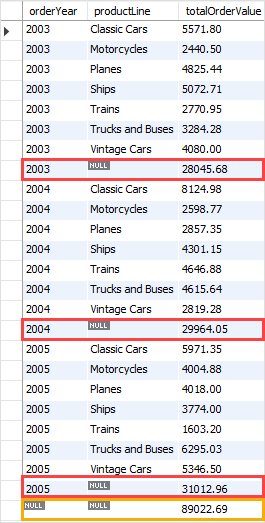 orderYear productLine totalOrderValue
2003 Classic Cars 5571.80
2003 Motorcycles 2440.50
2003 Planes 4825.44
2003 Ships 5072.71
2003 Trains 2770.95
2003 Trucks and Buses 3284.28
2003 Vintage Cars 4080.00
2003 NULL 28045.68
2004 Classic Cars 8124.98
2004 Motorcycles 2598.77
2004 Planes 2857.35
2004 Ships 4301.15
2004 Trains 4646.88
2004 Trucks and Buses 4615.64
2004 Vintage Cars 2819.28
2004 NULL 29964.05
2005 Classic Cars 5971.35
2005 Motorcycles 4004.88
2005 Planes 4018.00
2005 Ships 3774.00
2005 Trains 1603.20
2005 Trucks and Buses 6295.03
2005 Vintage Cars 5346.50
2005 NULL 31012.96
NULL NULL 89022.69